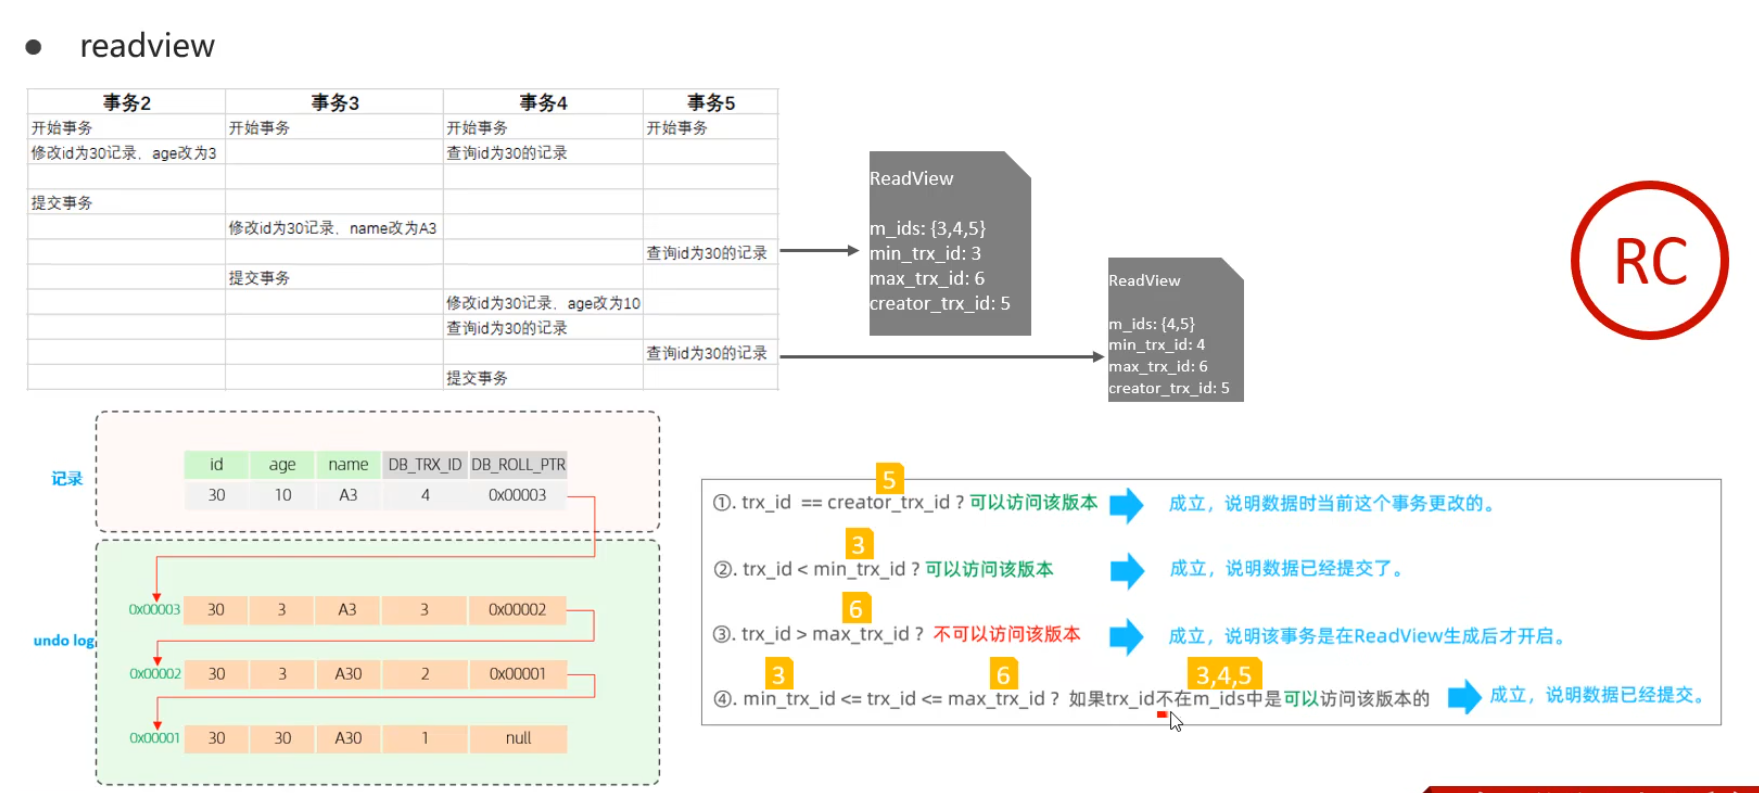 ● readview
事务2 事务3 事务4 事务5
开始事务 开始事务 开始事务 开始事务
修改id为30记录，age改为3 查询id为30的记录
提交事务
修改id为30记录，name改为A3
查询id为30的记录
提交事务
修改id为30记录，age改为10
查询id为30的记录
查询id为30的记录
提交事务
ReadView
m_ids: {3,4,5}
min_trx_id: 3
max_trx_id: 6
creator_trx_id: 5
ReadView
m_ids: {4,5}
min_trx_id: 4
max_trx_id: 6
creator_trx_id: 5
RC
记录
id age name DB_TRX_ID DB_ROLL_PTR
30 10 A3 4 0x00003
undo log
0x00003 30 3 A3 3 0x00002
0x00002 30 3 A30 2 0x00001
0x00001 30 30 A30 1 null
5
①. trx_id == creator_trx_id ? 可以访问该版本 成立，说明数据时当前这个事务更改的。
3
②. trx_id < min_trx_id ? 可以访问该版本 成立，说明数据已经提交了。
6
③. trx_id > max_trx_id ? 不可以访问该版本 成立，说明该事务是在ReadView生成后才开启。
3 6 3,4,5
④. min_trx_id <= trx_id <= max_trx_id ? 如果trx_id不在m_ids中是可以访问该版本的 成立，说明数据已经提交。